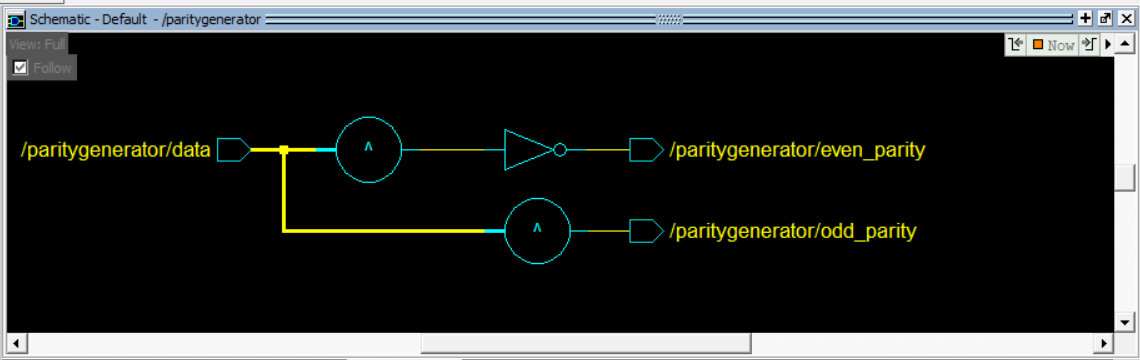 Schematic - Default - /paritygenerator
View: Full
Now
Follow
/paritygenerator/data
^
/paritygenerator/even_parity
^
/paritygenerator/odd_parity